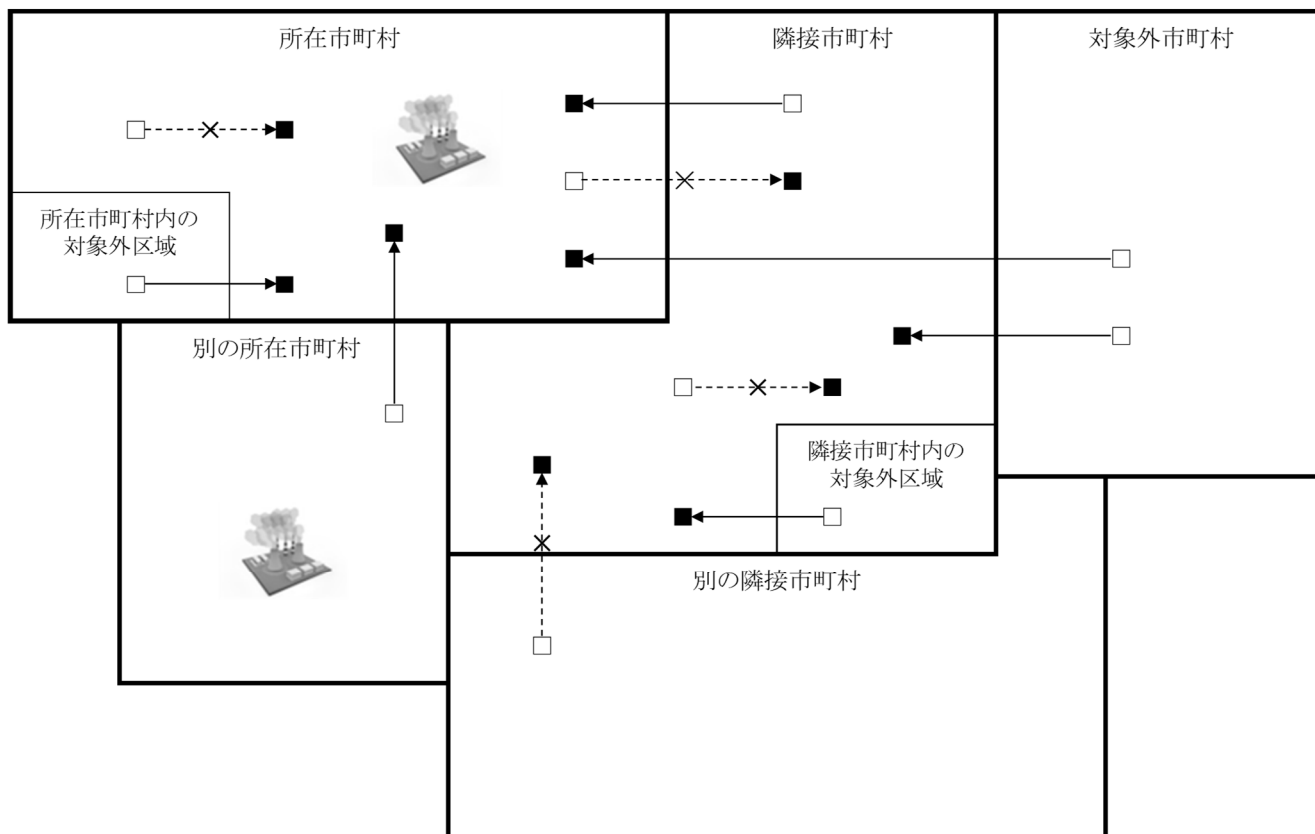 所在市町村
隣接市町村
対象外市町村
所在市町村内の
対象外区域
別の所在市町村
隣接市町村内の
対象外区域
別の隣接市町村